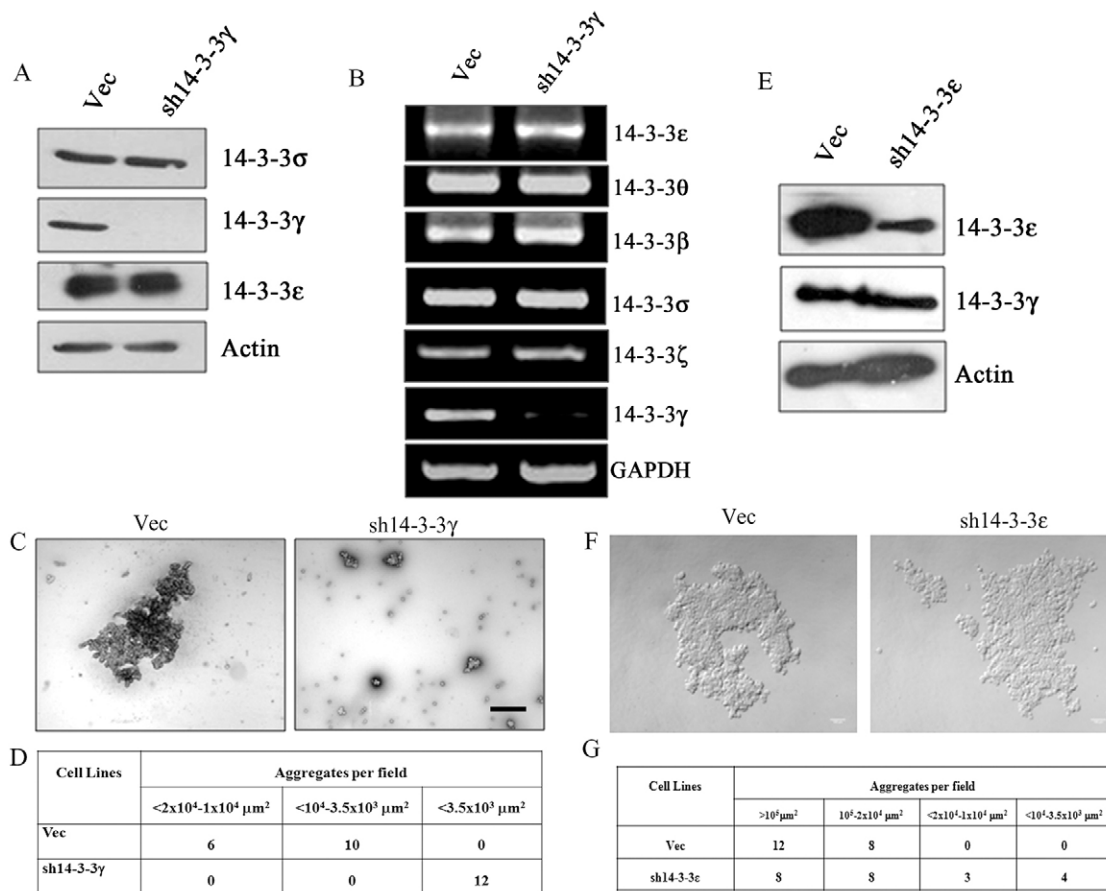 A
Vec
sh14-3-3γ
14-3-3σ
14-3-3γ
14-3-3ε
Actin
B
Vec
sh14-3-3γ
14-3-3ε
14-3-3θ
14-3-3β
14-3-3σ
14-3-3ζ
14-3-3γ
GAPDH
E
Vec
sh14-3-3ε
14-3-3ε
14-3-3γ
Actin
C
Vec
sh14-3-3γ
D
Cell Lines
Aggregates per field
<2x10⁴-1x10⁴ μm² <10⁴-3.5x10³ μm² <3.5x10³ μm²
Vec 6 10 0
sh14-3-3γ 0 0 12
F
Vec
sh14-3-3ε
G
Cell Lines
Aggregates per field
>10⁵μm² 10⁵-2x10⁴ μm² <2x10⁴-1x10⁴ μm² <10⁴-3.5x10³ μm²
Vec 12 8 0 0
sh14-3-3ε 8 8 3 4